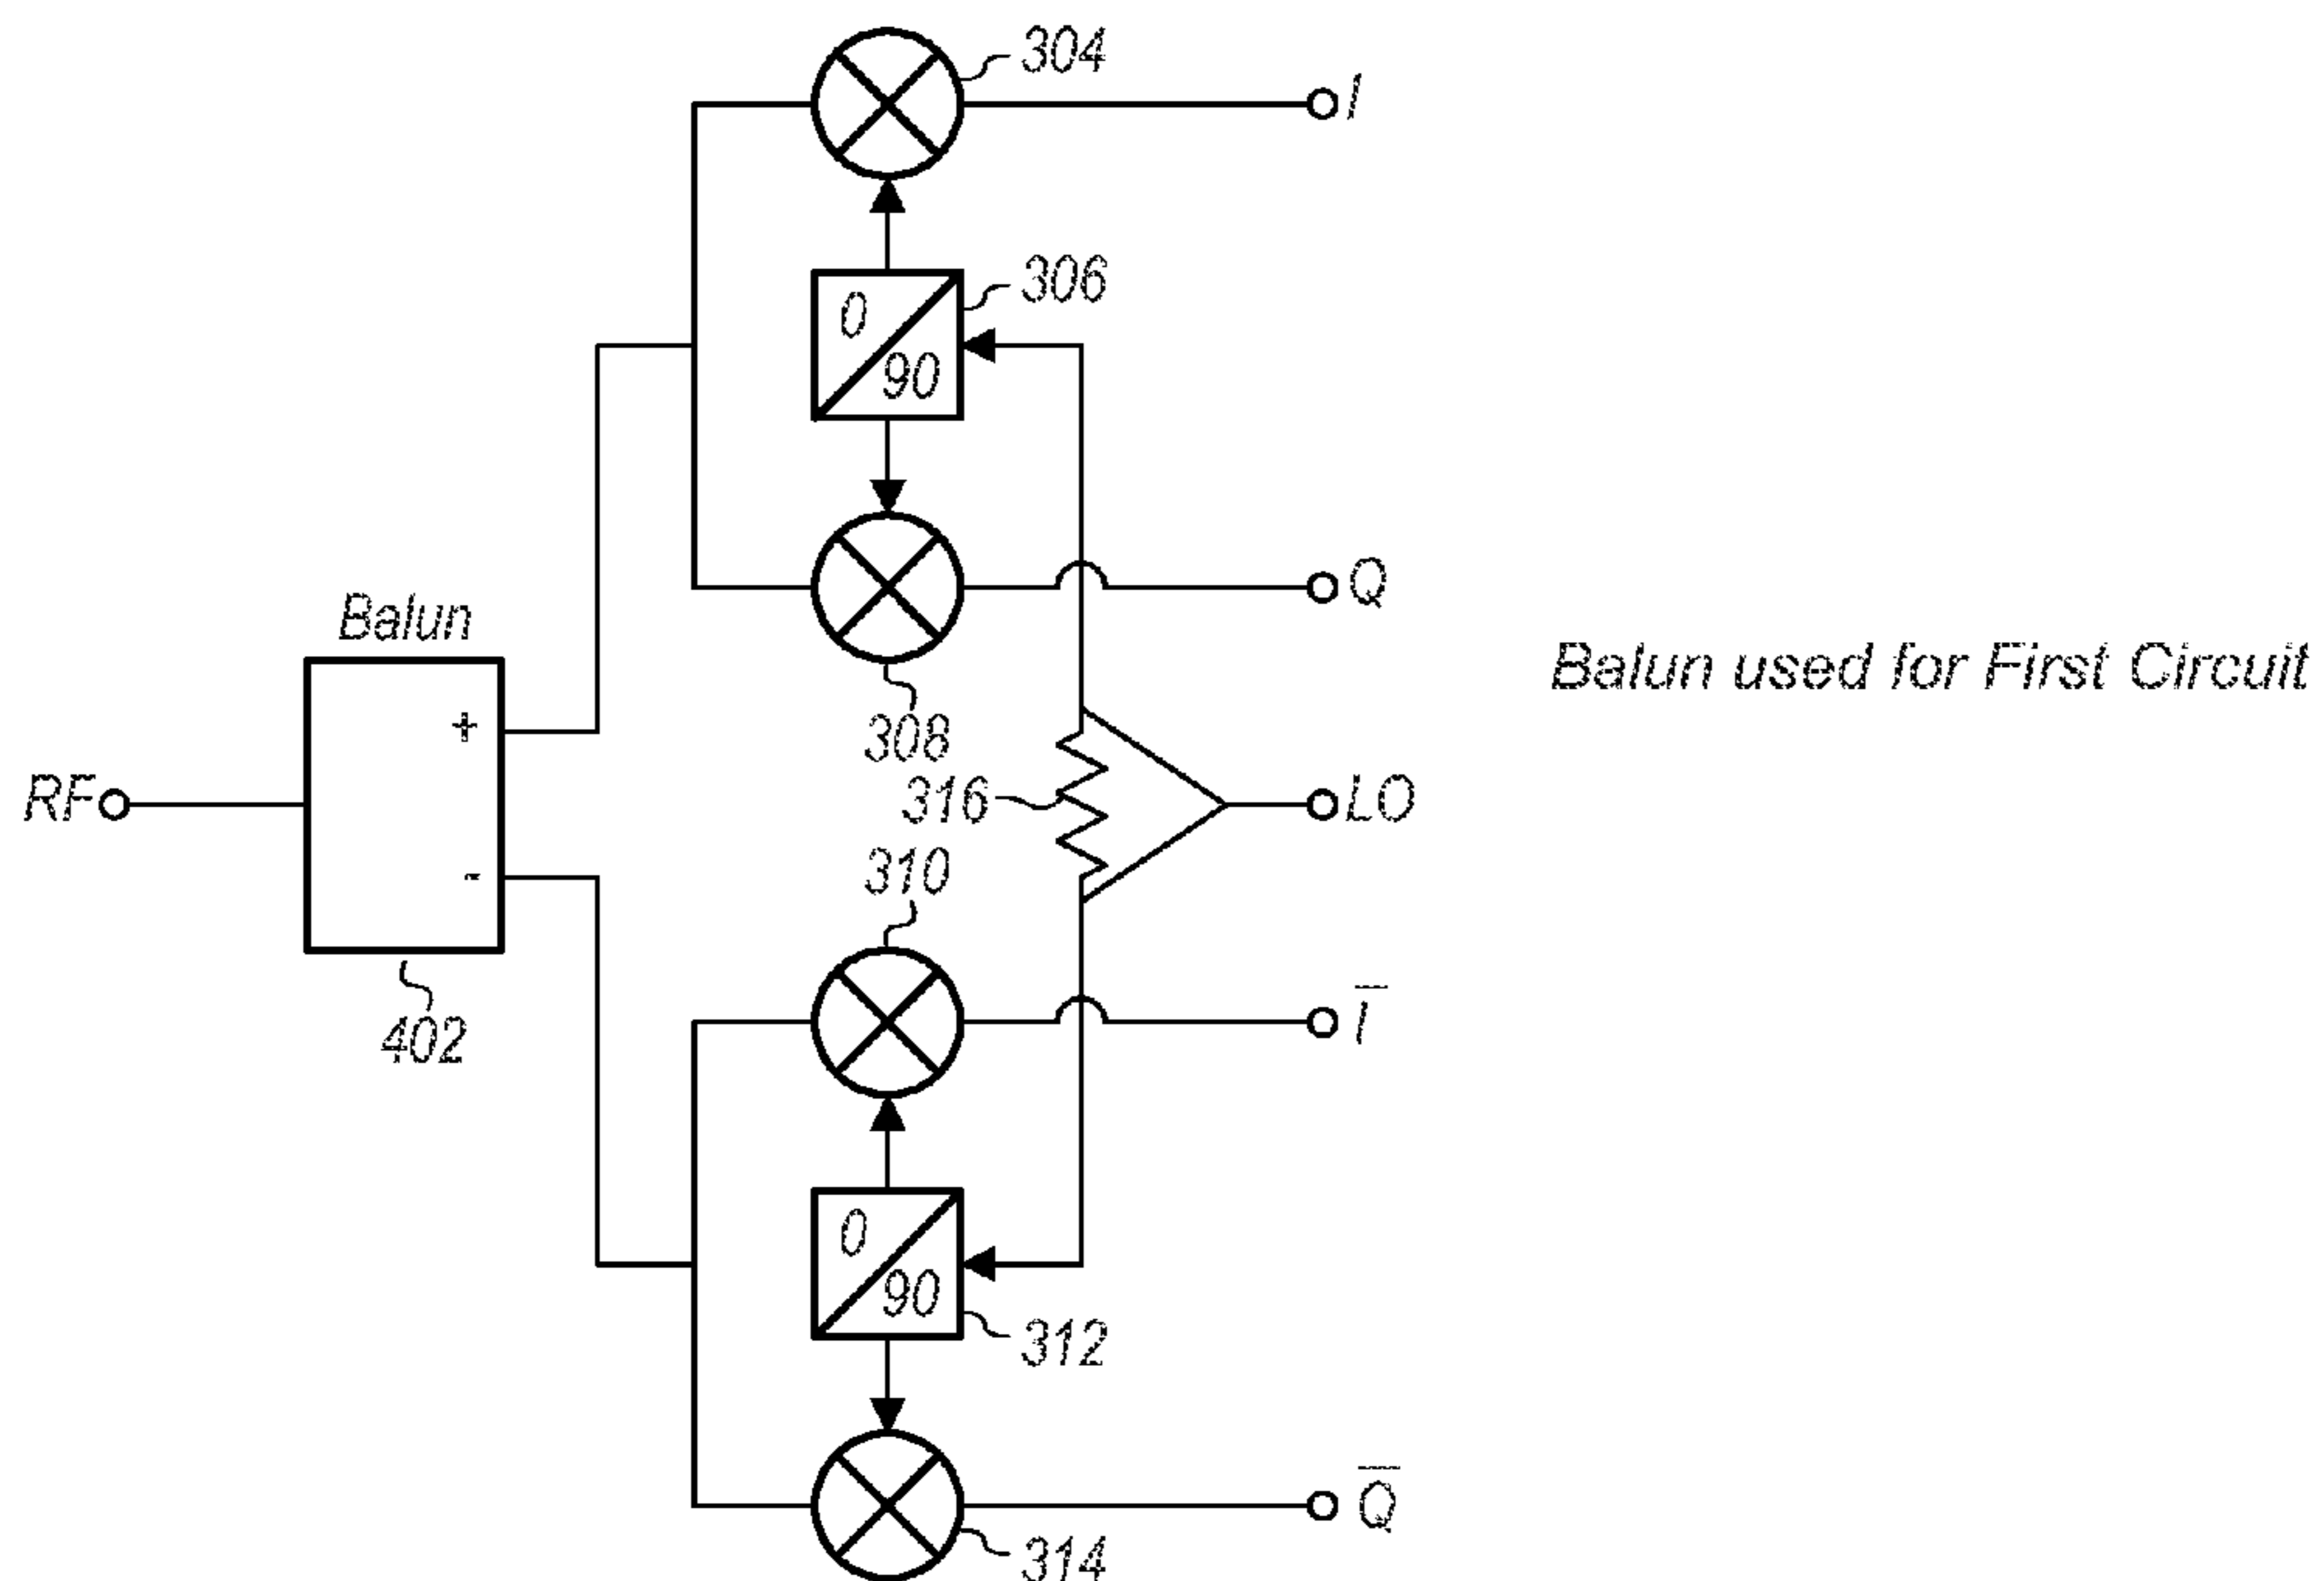 304
I
0
90
306
Q
308
Balun
+
-
402
RF
Balun used for First Circuit
316
LO
310
I̅
0
90
312
Q̅
314